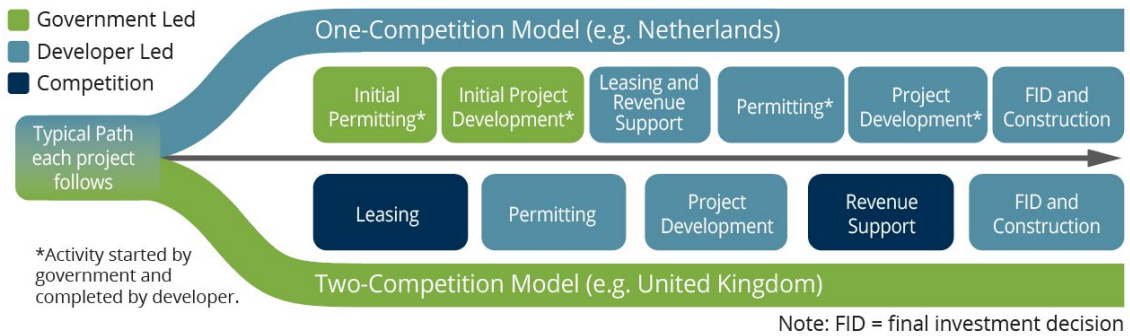 Government Led
Developer Led
Competition
One-Competition Model (e.g. Netherlands)
Initial
Permitting*
Initial Project
Development*
Leasing and
Revenue
Support
Permitting*
Project
Development*
FID and
Construction
Typical Path
each project
follows
Leasing
Permitting
Project
Development
Revenue
Support
FID and
Construction
*Activity started by
government and
completed by developer.
Two-Competition Model (e.g. United Kingdom)
Note: FID = final investment decision